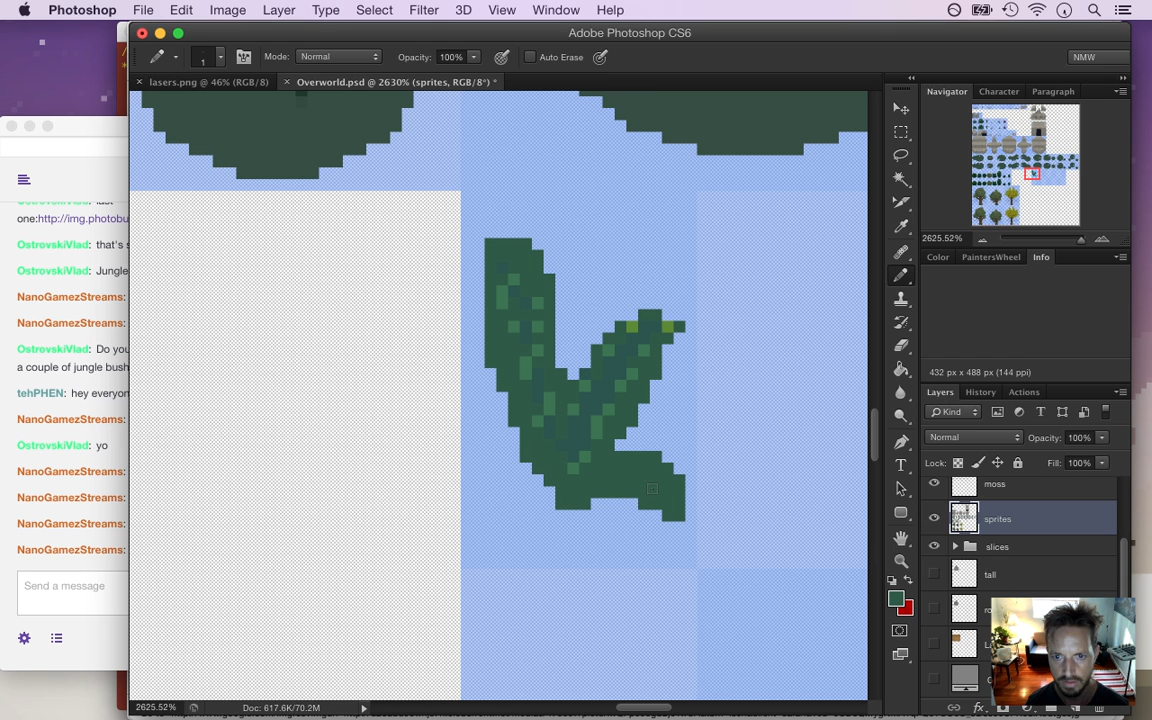 Photoshop File Edit Image Layer Type Select Filter 3D View Window Help
Adobe Photoshop CS6
1 Mode: Normal Opacity: 100% Auto Erase NMW
× lasers.png @ 46% (RGB/8) × Overworld.psd @ 2630% (sprites, RGB/8*) *
one:http://img.photobu
OstrovskiVlad: that's s
OstrovskiVlad: Jungle
NanoGamezStreams:
NanoGamezStreams:
OstrovskiVlad: Do you
a couple of jungle bush
tehPHEN: hey everyon
NanoGamezStreams:
OstrovskiVlad: yo
NanoGamezStreams:
NanoGamezStreams:
NanoGamezStreams:
NanoGamezStreams:
Send a message
Navigator Character Paragraph
2625.52%
Color PaintersWheel Info
432 px x 488 px (144 ppi)
Layers History Actions
Kind
Normal Opacity: 100%
Lock: Fill: 100%
moss
sprites
slices
tall
ro
2625.52% Doc: 617.6K/70.2M